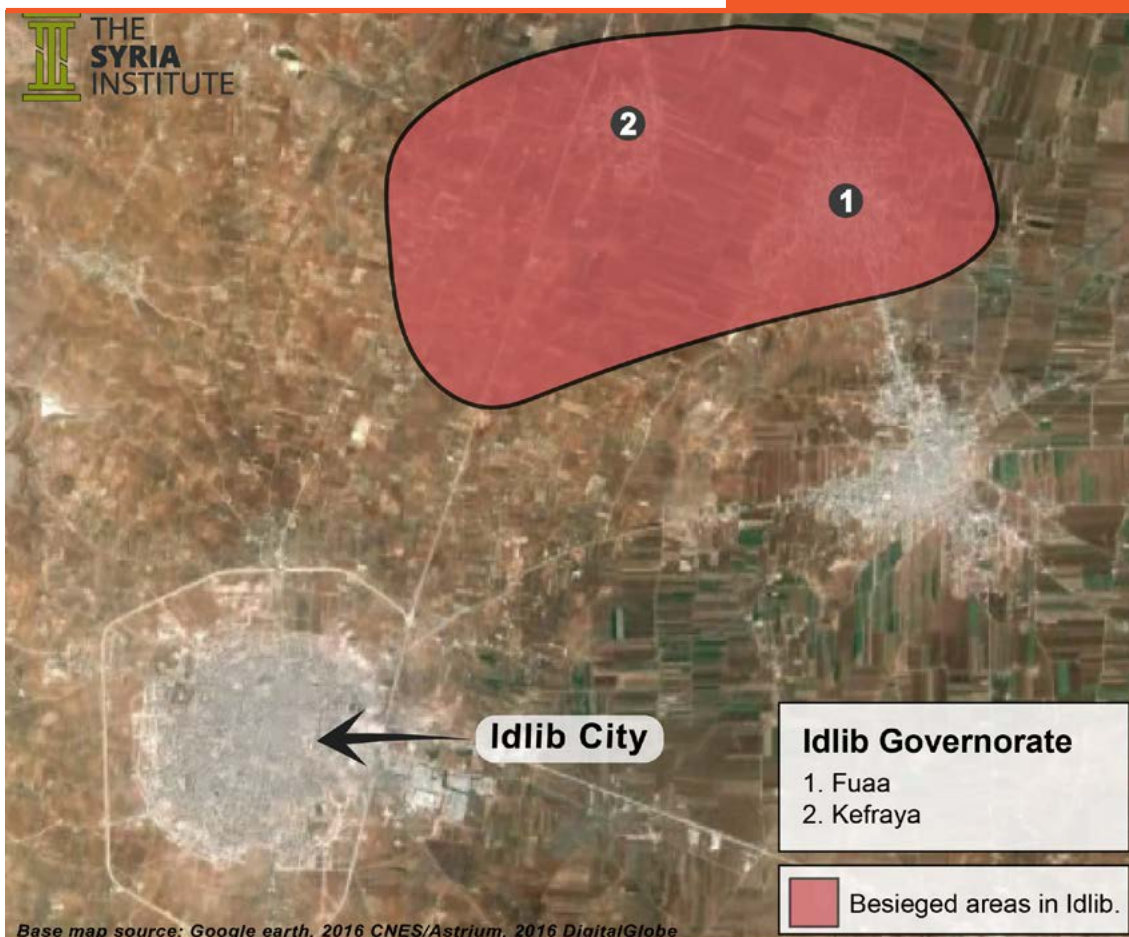 THE
SYRIA
INSTITUTE
2
1
Idlib City
Idlib Governorate
1. Fuaa
2. Kefraya
Besieged areas in Idlib.
Base map source: Google earth, 2016 CNES/Astrium, 2016 DigitalGlobe